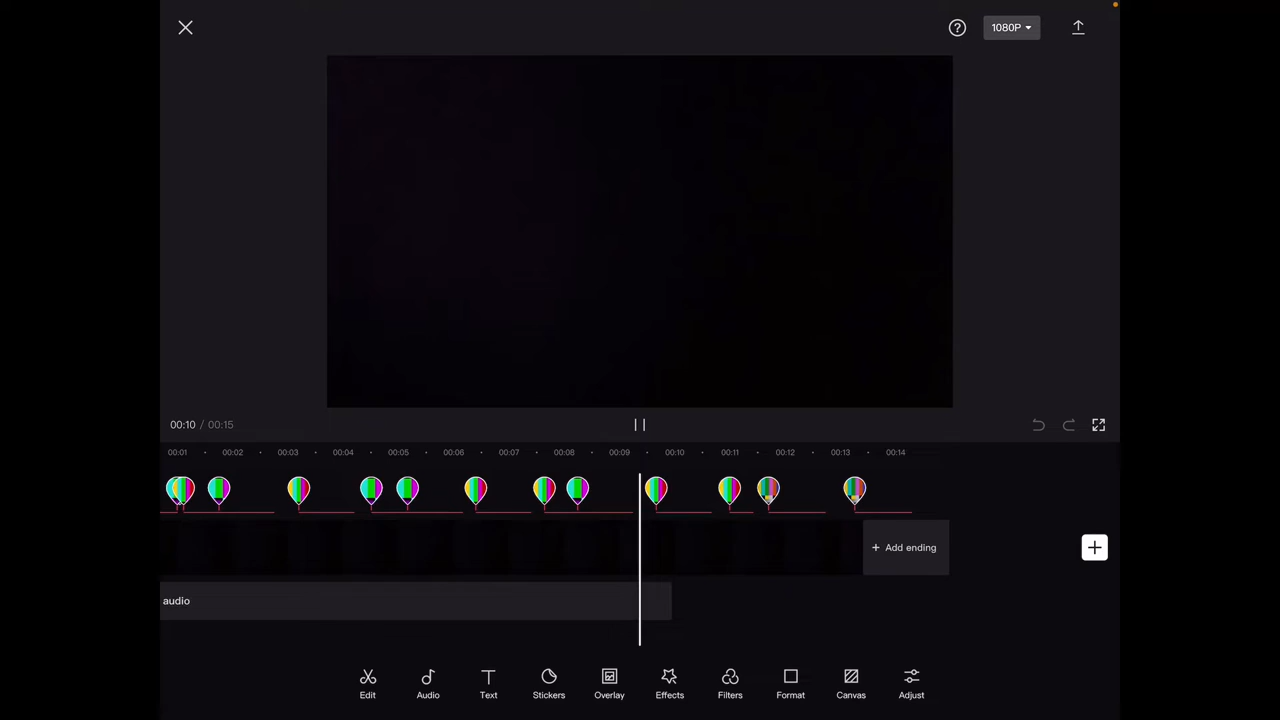 1080P
00:10 / 00:15
00:01 00:02 00:03 00:04 00:05 00:06 00:07 00:08 00:09 00:10 00:11 00:12 00:13 00:14
+ Add ending
audio
Edit Audio Text Stickers Overlay Effects Filters Format Canvas Adjust